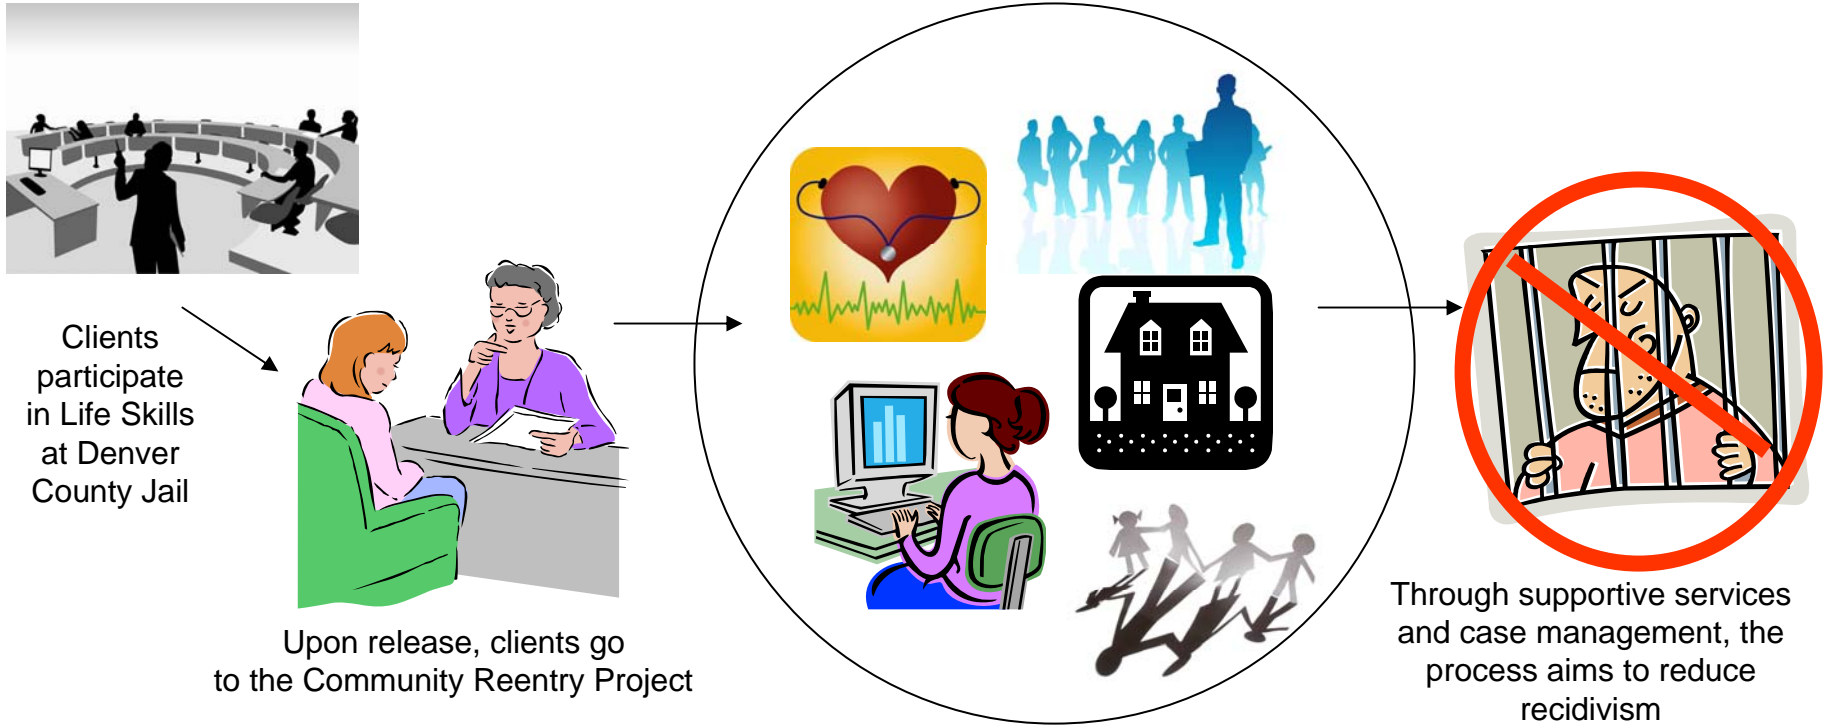 Clients
participate
in Life Skills
at Denver
County Jail
Upon release, clients go
to the Community Reentry Project
Through supportive services
and case management, the
process aims to reduce
recidivism